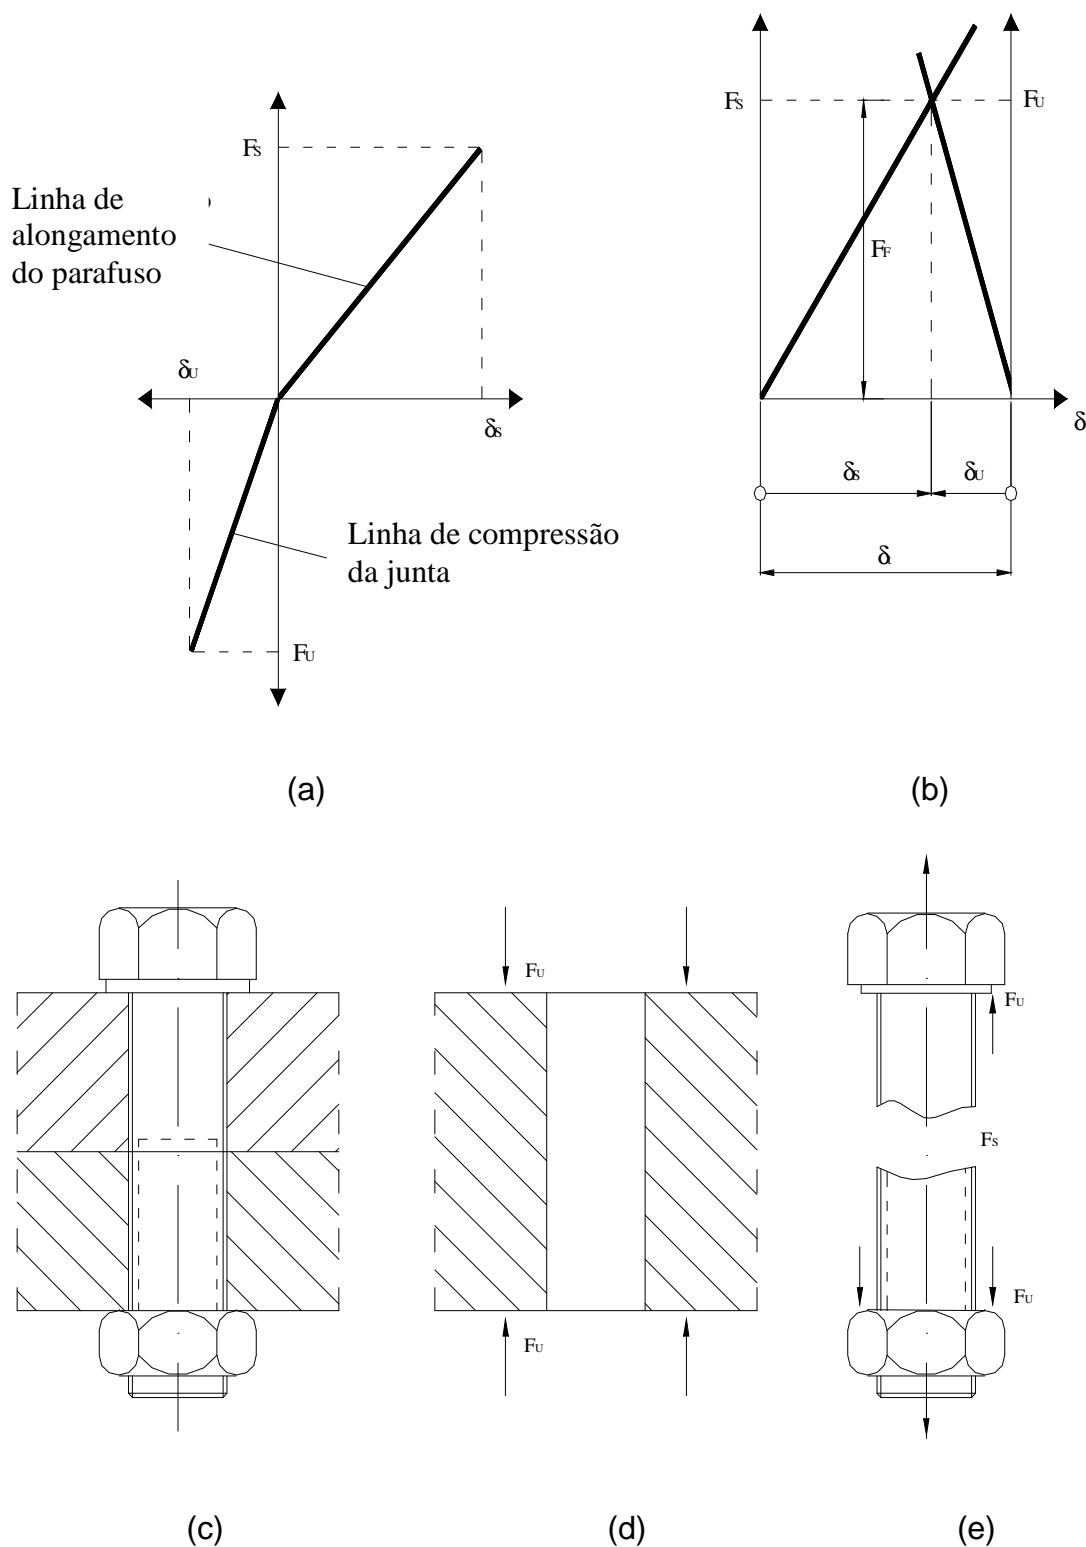 Fs
Linha de
alongamento
do parafuso
δU
δs
Linha de compressão
da junta
FU
(a)
Fs
FU
FF
δ
δs
δU
δ
(b)
FU
FU
FU
Fs
FU
(c)
(d)
(e)